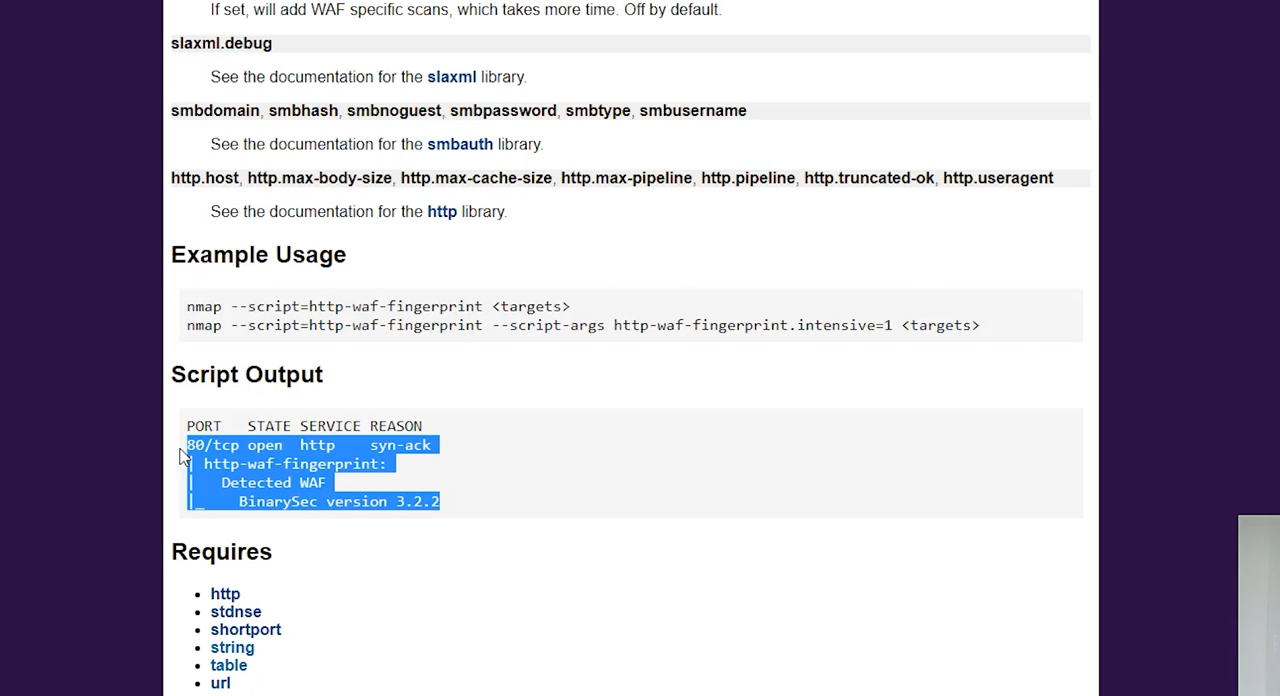 If set, will add WAF specific scans, which takes more time. Off by default.
slaxml.debug
See the documentation for the slaxml library.
smbdomain, smbhash, smbnoguest, smbpassword, smbtype, smbusername
See the documentation for the smbauth library.
http.host, http.max-body-size, http.max-cache-size, http.max-pipeline, http.pipeline, http.truncated-ok, http.useragent
See the documentation for the http library.
Example Usage
nmap --script=http-waf-fingerprint <targets>
nmap --script=http-waf-fingerprint --script-args http-waf-fingerprint.intensive=1 <targets>
Script Output
PORT   STATE SERVICE REASON
80/tcp open  http    syn-ack
| http-waf-fingerprint:
|   Detected WAF
|_    BinarySec version 3.2.2
Requires
• http
• stdnse
• shortport
• string
• table
• url